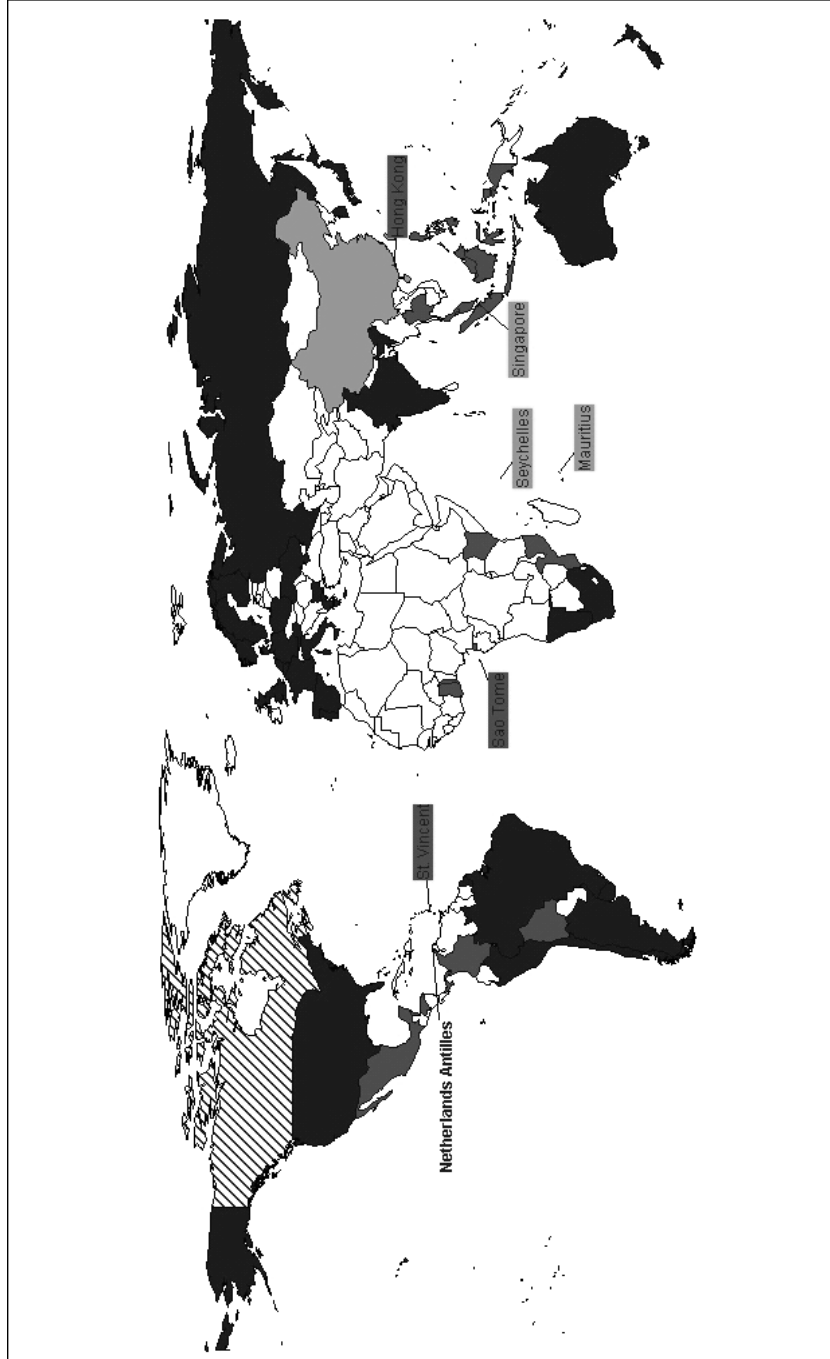 Hong Kong
Singapore
Seychelles
Mauritius
Sao Tome
St. Vincent
Netherlands Antilles